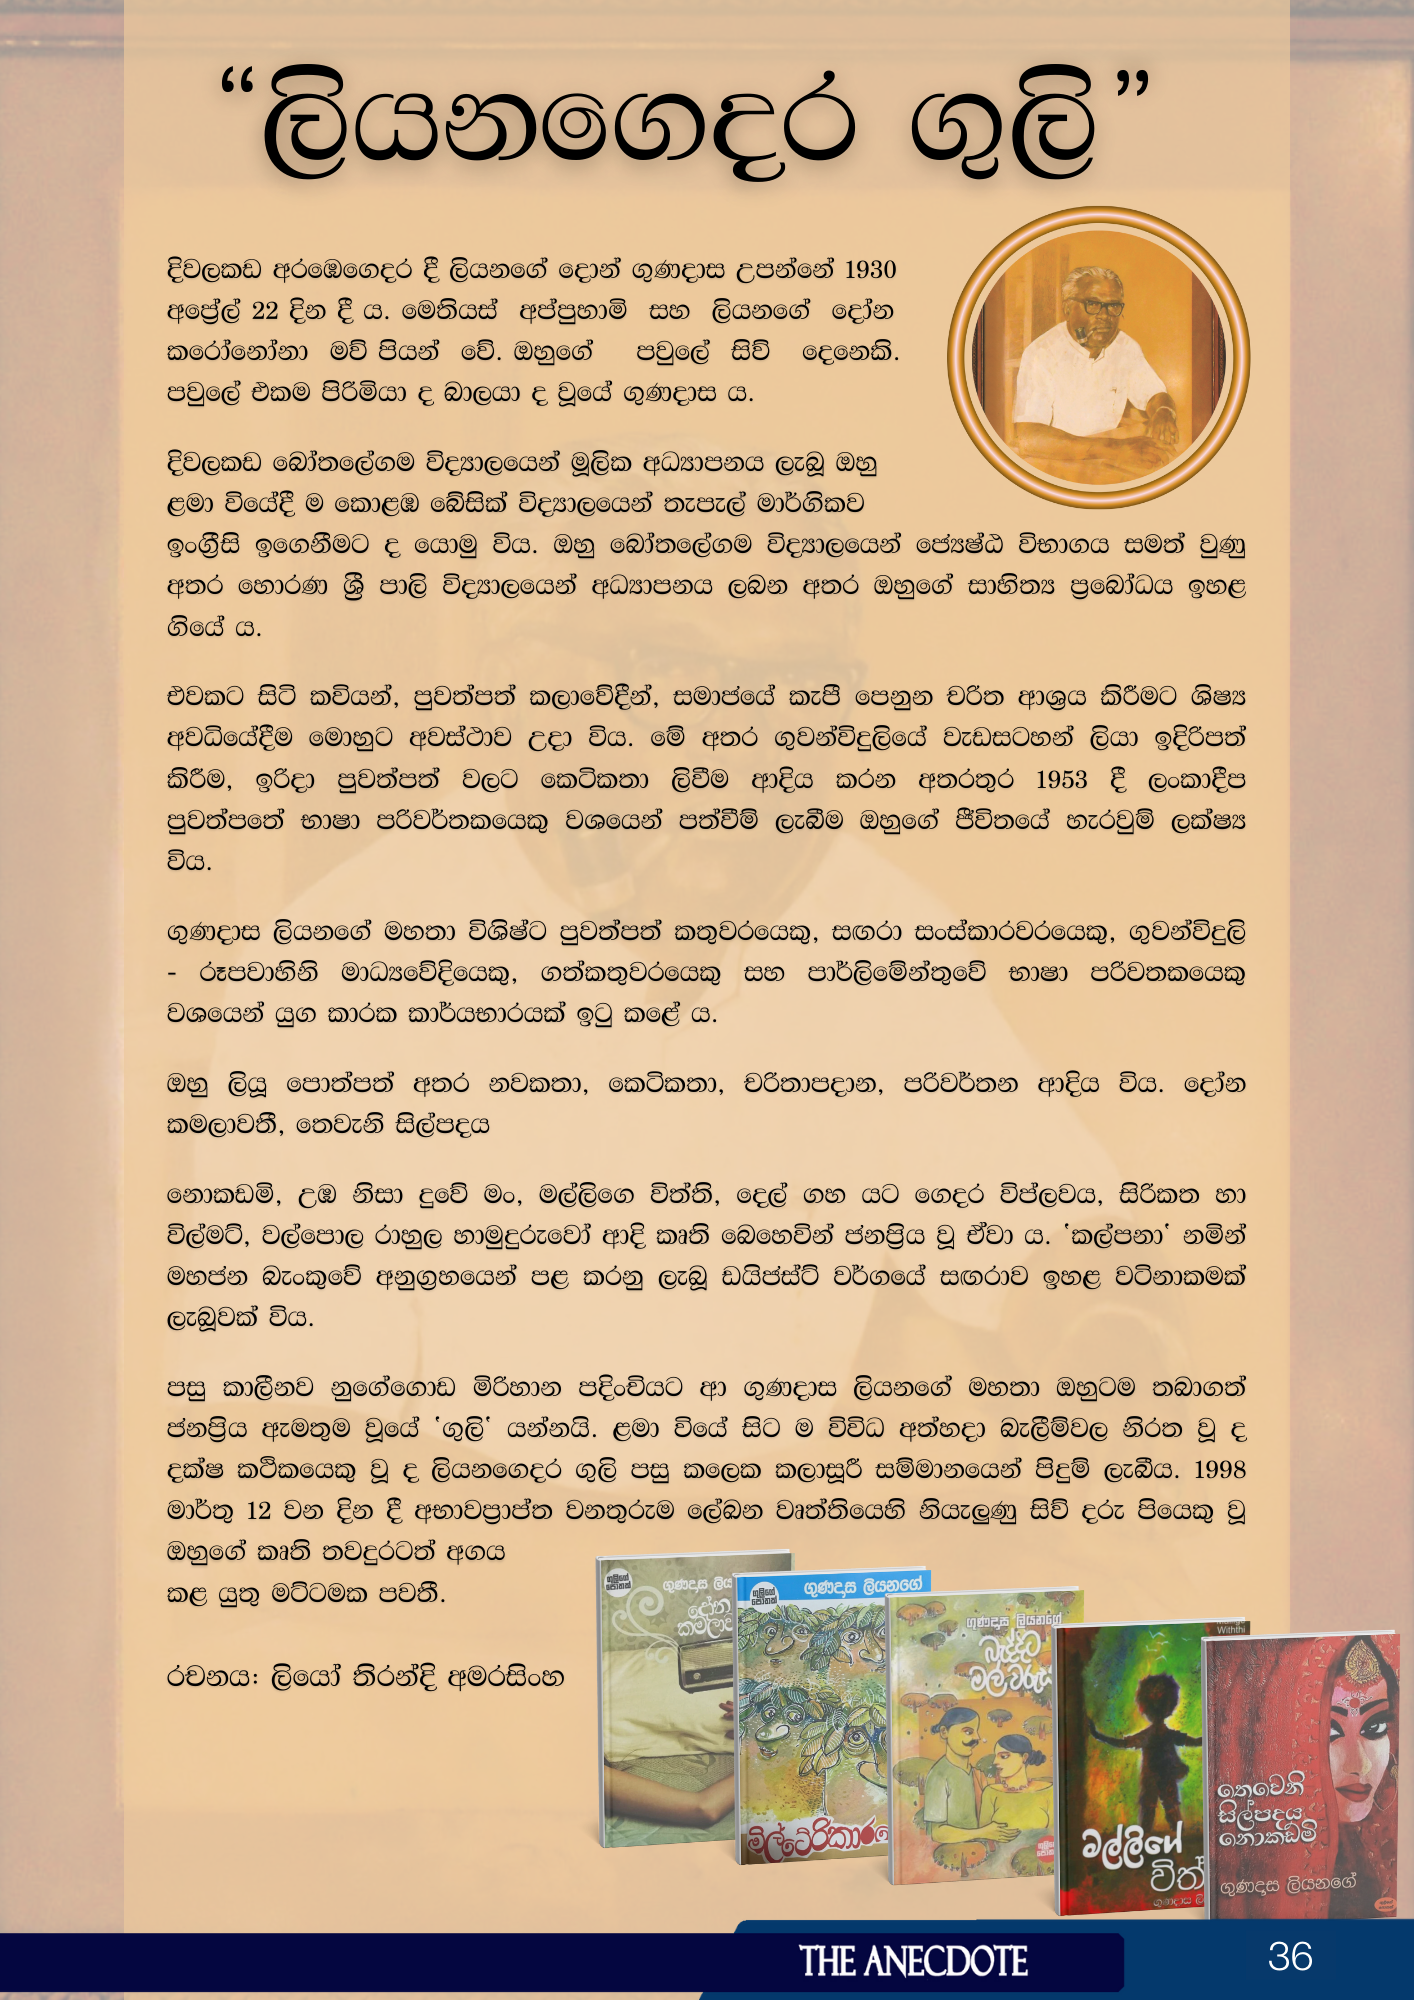 “ලියනගෙදර ගුලි”
දිවලකඩ අරඹෙගෙදර දී ලියනගේ දොන් ගුණදාස උපන්නේ 1930
අප්‍රේල් 22 දින දී ය. මෙතියස් අප්පුහාමි සහ ලියනගේ දෝන
කරෝනෝනා මව් පියන් වේ. ඔහුගේ පවුලේ සිව් දෙනෙකි.
පවුලේ එකම පිරිමියා ද බාලයා ද වූයේ ගුණදාස ය.
දිවලකඩ බෝතලේගම විද්‍යාලයෙන් මූලික අධ්‍යාපනය ලැබූ ඔහු
ළමා වියේදී ම කොළඹ බේසික් විද්‍යාලයෙන් තැපැල් මාර්ගිකව
ඉංග්‍රීසි ඉගෙනීමට ද යොමු විය. ඔහු බෝතලේගම විද්‍යාලයෙන් ජ්‍යෙෂ්ඨ විභාගය සමත් වුණු
අතර හොරණ ශ්‍රී පාලි විද්‍යාලයෙන් අධ්‍යාපනය ලබන අතර ඔහුගේ සාහිත්‍ය ප්‍රබෝධය ඉහළ
ගියේ ය.
එවකට සිටි කවියන්, පුවත්පත් කලාවේදීන්, සමාජයේ කැපී පෙනුන චරිත ආශ්‍රය කිරීමට ශිෂ්‍ය
අවධියේදීම මොහුට අවස්ථාව උදා විය. මේ අතර ගුවන්විදුලියේ වැඩසටහන් ලියා ඉදිරිපත්
කිරීම, ඉරිදා පුවත්පත් වලට කෙටිකතා ලිවීම ආදිය කරන අතරතුර 1953 දී ලංකාදීප
පුවත්පතේ භාෂා පරිවර්තකයෙකු වශයෙන් පත්වීම් ලැබීම ඔහුගේ ජීවිතයේ හැරවුම් ලක්ෂ්‍ය
විය.
ගුණදාස ලියනගේ මහතා විශිෂ්ට පුවත්පත් කතුවරයෙකු, සඟරා සංස්කාරවරයෙකු, ගුවන්විදුලි
- රූපවාහිනි මාධ්‍යවේදියෙකු, ගත්කතුවරයෙකු සහ පාර්ලිමේන්තුවේ භාෂා පරිවතකයෙකු
වශයෙන් යුග කාරක කාර්යභාරයක් ඉටු කළේ ය.
ඔහු ලියූ පොත්පත් අතර නවකතා, කෙටිකතා, චරිතාපදාන, පරිවර්තන ආදිය විය. දෝන
කමලාවතී, තෙවැනි සිල්පදය
නොකඩමි, උඹ නිසා දුවේ මං, මල්ලිගෙ විත්ති, දෙල් ගහ යට ගෙදර විප්ලවය, සිරිකත හා
විල්මට්, වල්පොල රාහුල හාමුදුරුවෝ ආදි කෘති බෙහෙවින් ජනප්‍රිය වූ ඒවා ය. ‛කල්පනා‛ නමින්
මහජන බැංකුවේ අනුග්‍රහයෙන් පළ කරනු ලැබූ ඩයිජස්ට් වර්ගයේ සඟරාව ඉහළ වටිනාකමක්
ලැබූවක් විය.
පසු කාලීනව නුගේගොඩ මිරිහාන පදිංචියට ආ ගුණදාස ලියනගේ මහතා ඔහුටම තබාගත්
ජනප්‍රිය ඇමතුම වූයේ ‛ගුලි‛ යන්නයි. ළමා වියේ සිට ම විවිධ අත්හදා බැලීම්වල නිරත වූ ද
දක්ෂ කථිකයෙකු වූ ද ලියනගෙදර ගුලි පසු කලෙක කලාසූරී සම්මානයෙන් පිදුම් ලැබීය. 1998
මාර්තු 12 වන දින දී අභාවප්‍රාප්ත වනතුරුම ලේඛන වෘත්තියෙහි නියැලුණු සිව් දරු පියෙකු වූ
ඔහුගේ කෘති තවදුරටත් අගය
කළ යුතු මට්ටමක පවතී.
රචනය: ලියෝ තිරන්දි අමරසිංහ
ගුලිගේ
පොතක්
ගුණදාස
දෝන
ගුලිගේ
පොතක්
ගුණදාස ලියනගේ
ගුණදාස ලියනගේ
බැද්දට
Withthi
මල්ලිගේ
තෙවෙනි
සිල්පදය
නොකඩමි
ගුණදාස ලියනගේ
THE ANECDOTE
36